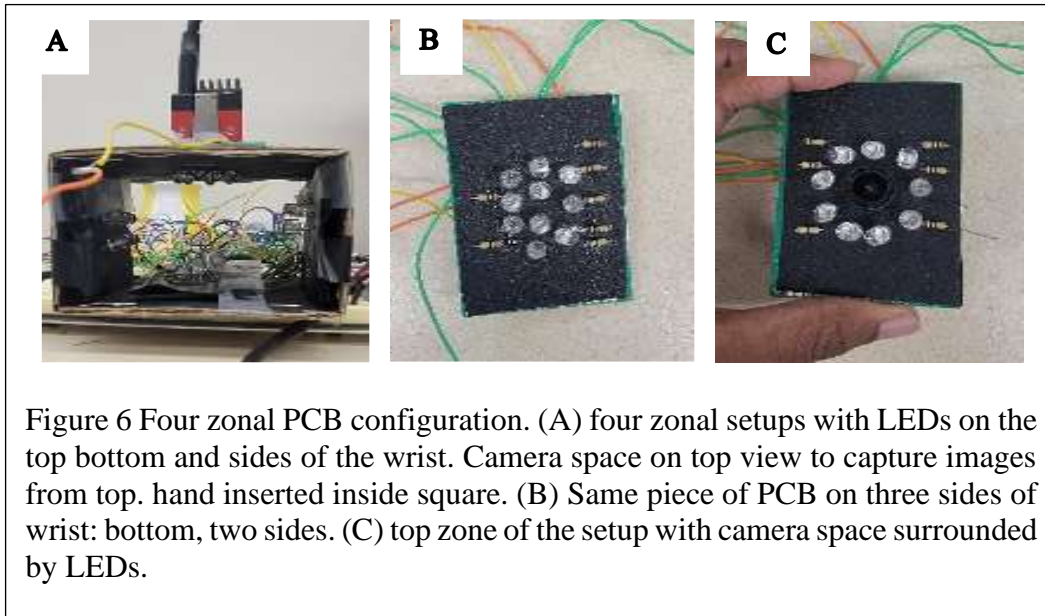 A
B
C
Figure 6 Four zonal PCB configuration. (A) four zonal setups with LEDs on the
top bottom and sides of the wrist. Camera space on top view to capture images
from top. hand inserted inside square. (B) Same piece of PCB on three sides of
wrist: bottom, two sides. (C) top zone of the setup with camera space surrounded
by LEDs.